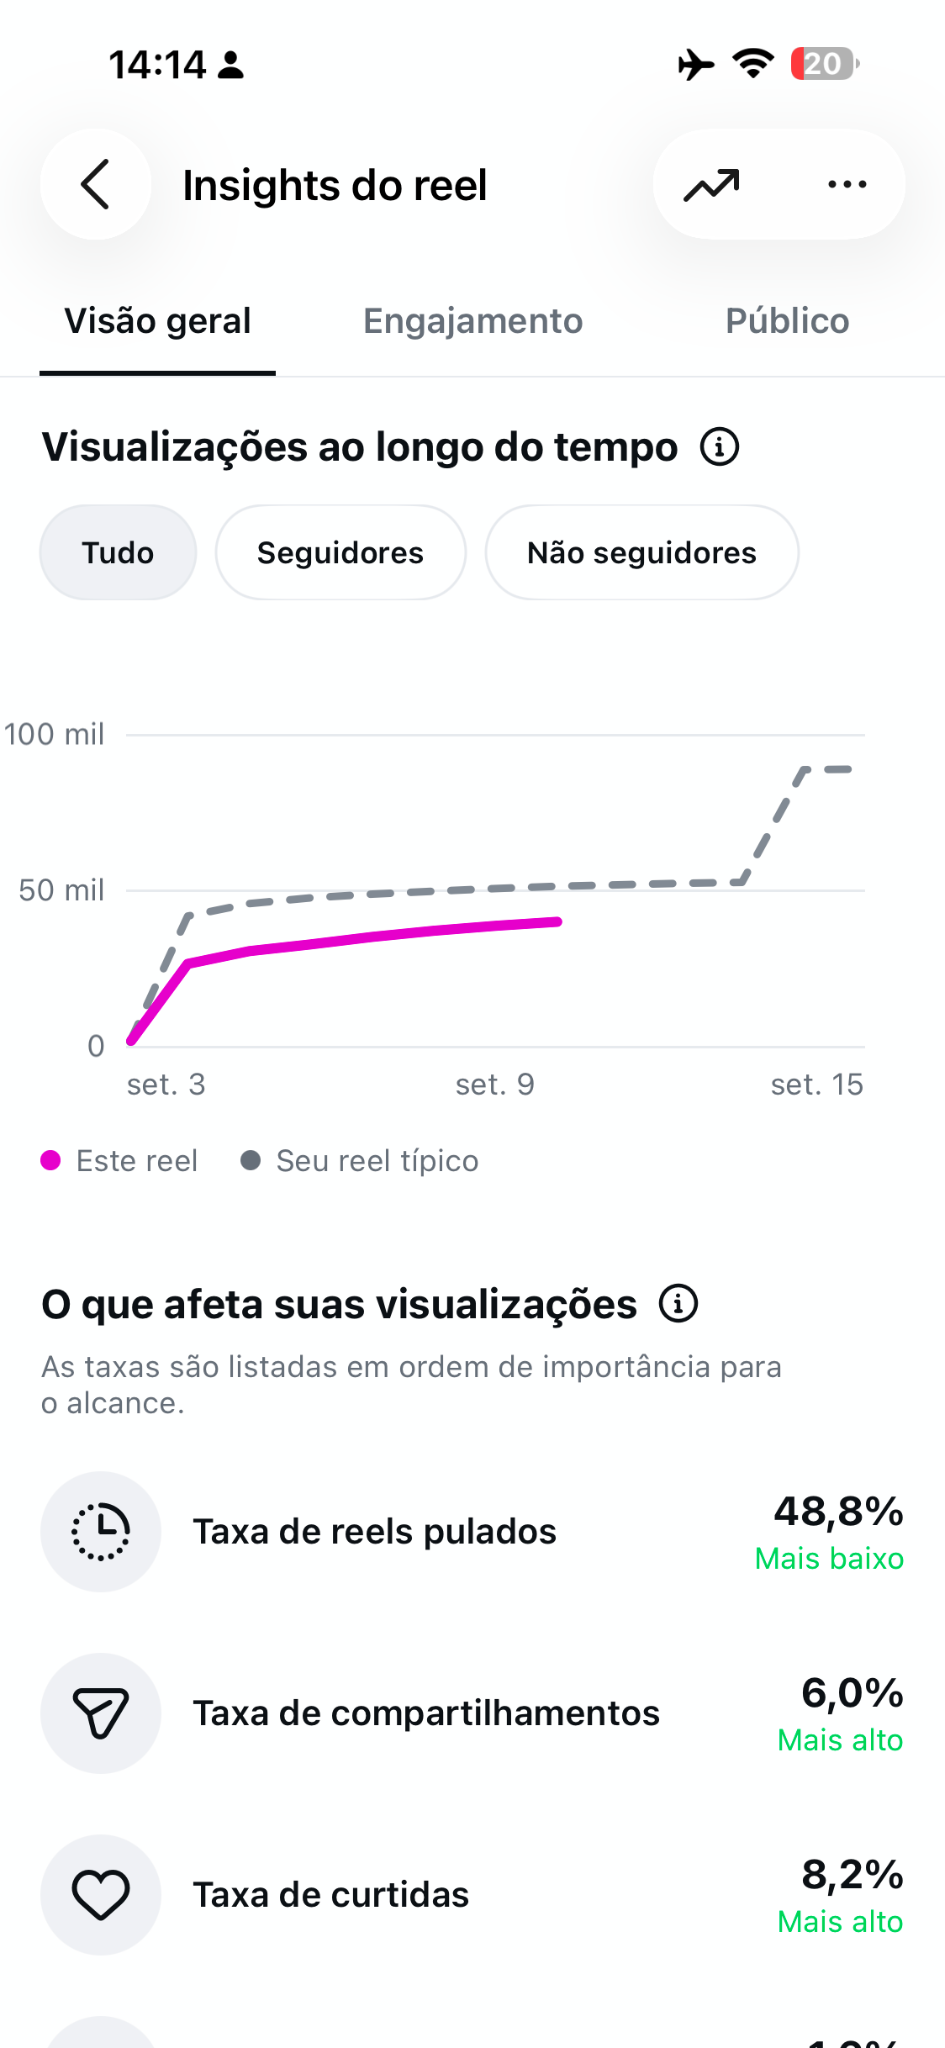 14:14
20
Insights do reel
Visão geral
Engajamento
Público
Visualizações ao longo do tempo
Tudo
Seguidores
Não seguidores
100 mil
50 mil
0
set. 3
set. 9
set. 15
Este reel
Seu reel típico
O que afeta suas visualizações
As taxas são listadas em ordem de importância para
o alcance.
Taxa de reels pulados
48,8%
Mais baixo
Taxa de compartilhamentos
6,0%
Mais alto
Taxa de curtidas
8,2%
Mais alto